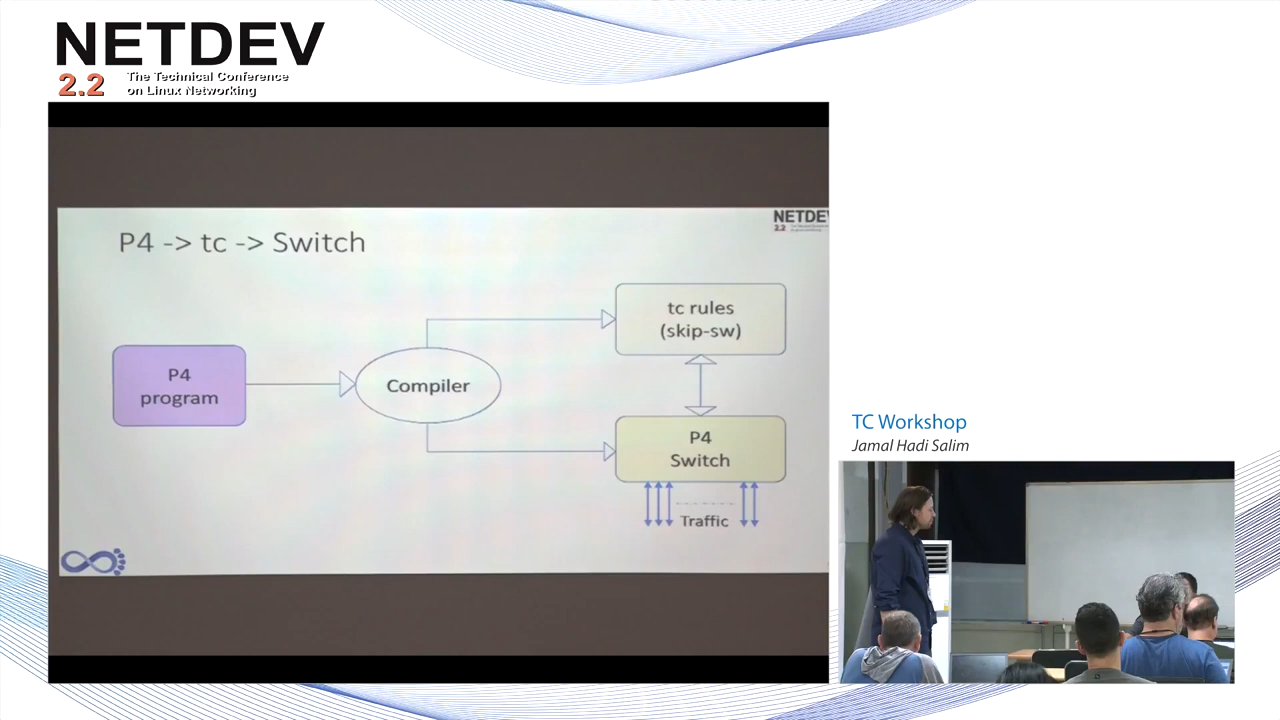 NETDEV
2.2
The Technical Conference
on Linux Networking
P4 -> tc -> Switch
NETDE
2.2
P4
program
Compiler
tc rules
(skip-sw)
P4
Switch
Traffic
TC Workshop
Jamal Hadi Salim